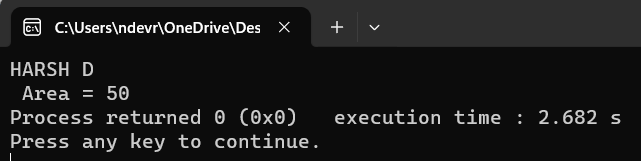 C:\Users\ndevr\OneDrive\Des
HARSH D
Area = 50
Process returned 0 (0x0)   execution time : 2.682 s
Press any key to continue.